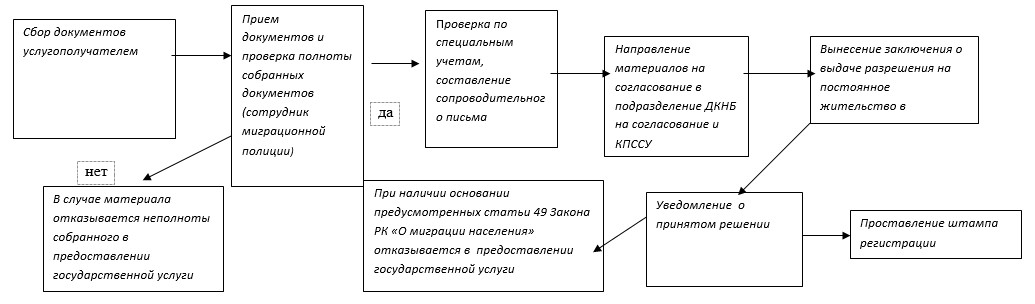 Сбор документов
услугополучателем
Прием
документов и
проверка полноты
собранных
документов
(сотрудник
миграционной
полиции)
да
нет
Проверка по
специальным
учетам,
составление
сопроводительног
о письма
Направление
материалов на
согласование в
подразделение ДКНБ
на согласование и
КПССУ
Вынесение заключения о
выдаче разрешения на
постоянное
жительство в
В случае материала
отказывается неполноты
собранного в
предоставлении
государственной услуги
При наличии основании
предусмотренных статьи 49 Закона
РК «О миграции населения»
отказывается в предоставлении
государственной услуги
Уведомление о
принятом решении
Проставление штампа
регистрации